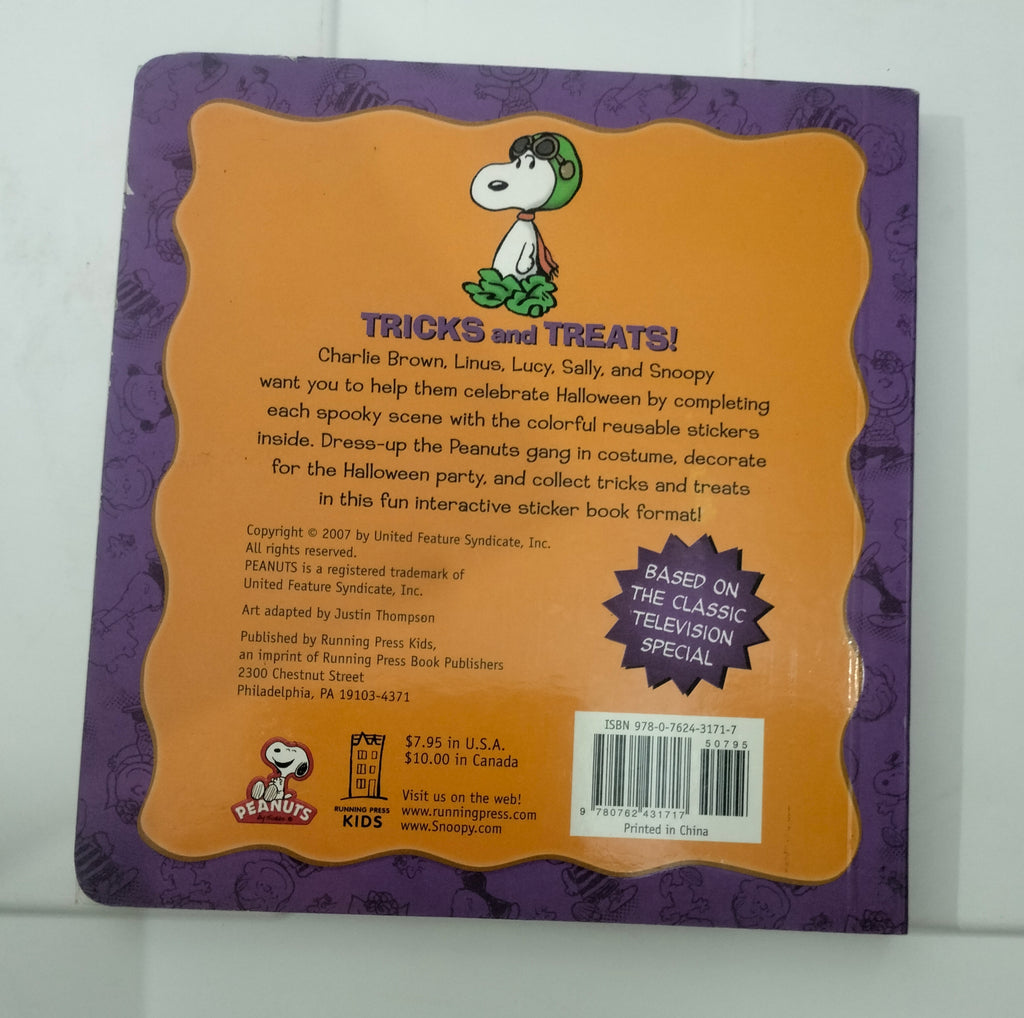 TRICKS and TREATS!
Charlie Brown, Linus, Lucy, Sally, and Snoopy
want you to help them celebrate Halloween by completing
each spooky scene with the colorful reusable stickers
inside. Dress-up the Peanuts gang in costume, decorate
for the Halloween party, and collect tricks and treats
in this fun interactive sticker book format!
Copyright © 2007 by United Feature Syndicate, Inc.
All rights reserved.
PEANUTS is a registered trademark of
United Feature Syndicate, Inc.
Art adapted by Justin Thompson
Published by Running Press Kids,
an imprint of Running Press Book Publishers
2300 Chestnut Street
Philadelphia, PA 19103-4371
BASED ON
THE CLASSIC
TELEVISION
SPECIAL
PEANUTS
RUNNING PRESS
KIDS
$7.95 in U.S.A.
$10.00 in Canada
Visit us on the web!
www.runningpress.com
www.Snoopy.com
ISBN 978-0-7624-3171-7
50795
9 780762 431717
Printed in China